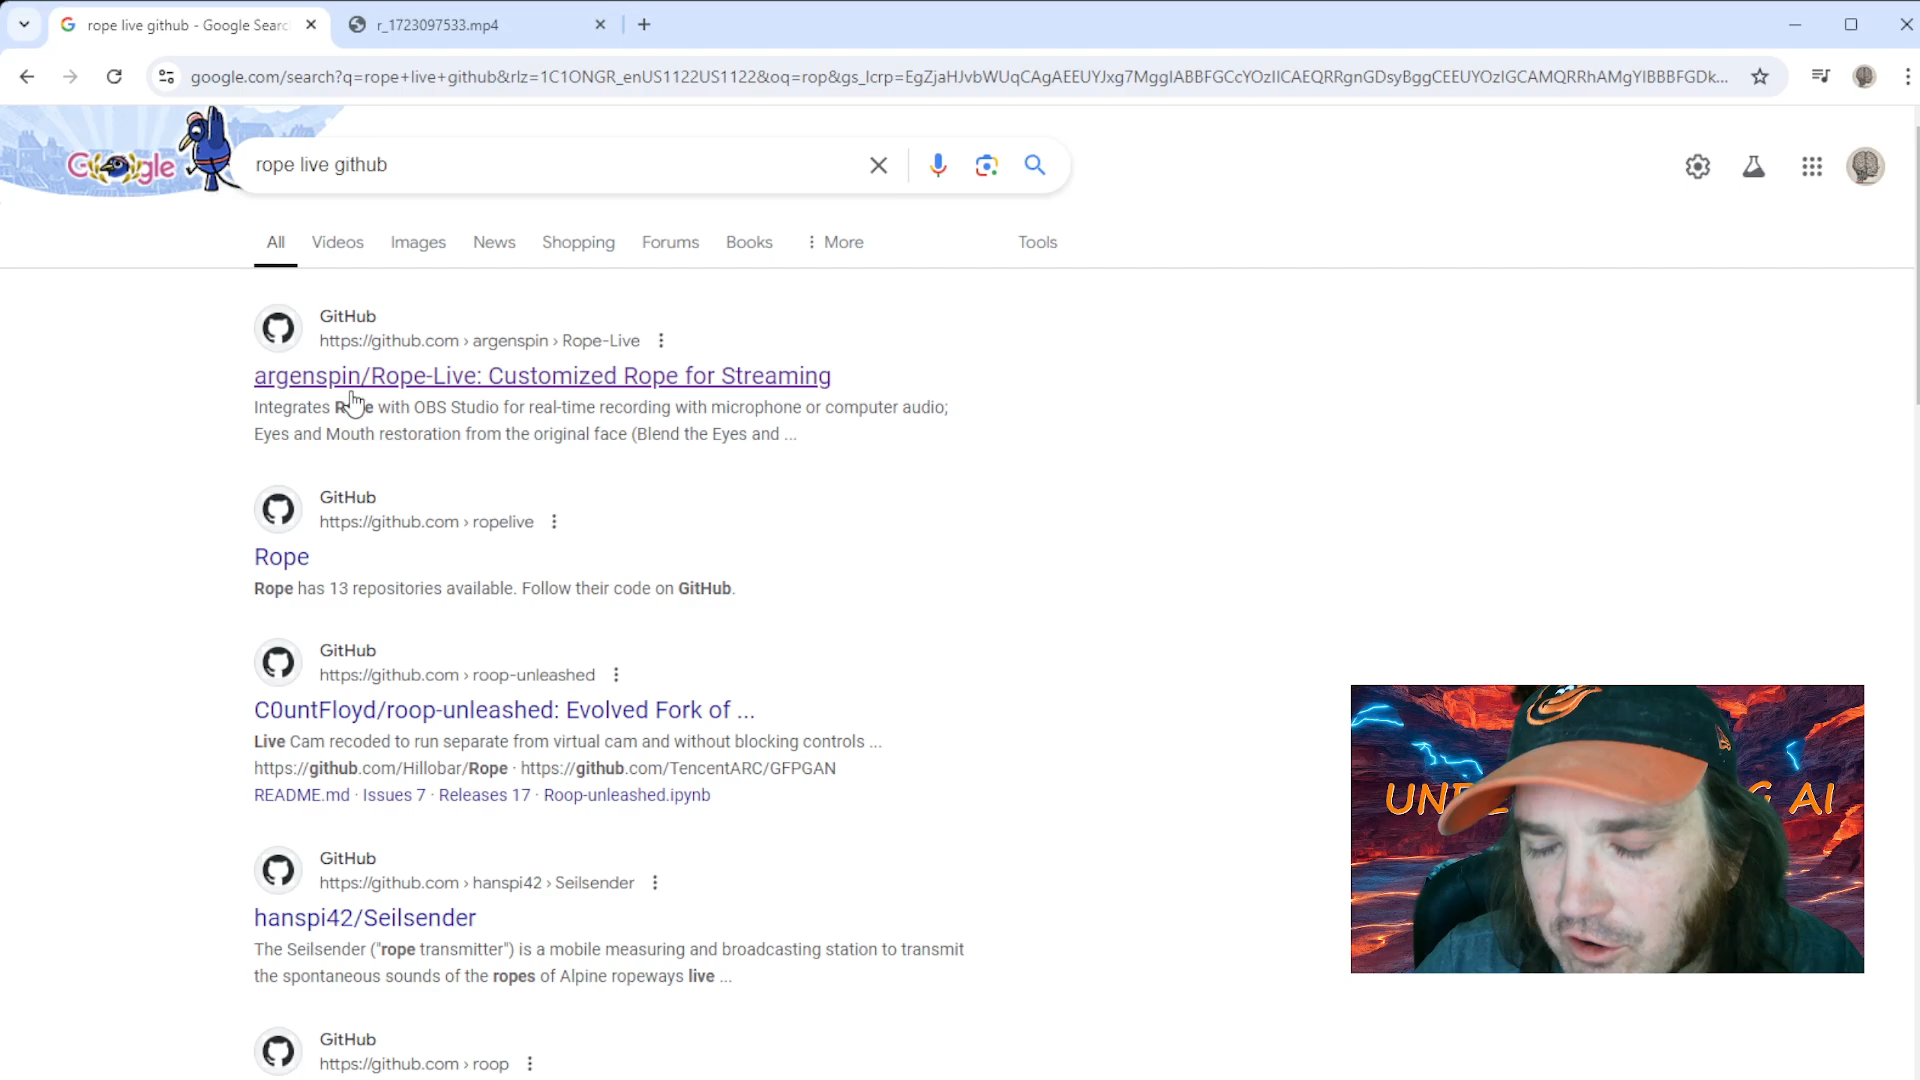 rope live github - Google Searc
r_1723097533.mp4
google.com/search?q=rope+live+github&rlz=1C1ONGR_enUS1122US1122&oq=rop&gs_lcrp=EgZjaHJvbWUqCAgAEEUYJxg7MggIABBFGCcYOzIICAEQRRgnGDsyBggCEEUYOzIGCAMQRRhAMgYIBBBFGDk...
Google
rope live github
All Videos Images News Shopping Forums Books More Tools
GitHub
https://github.com › argenspin › Rope-Live
argenspin/Rope-Live: Customized Rope for Streaming
Integrates Rope with OBS Studio for real-time recording with microphone or computer audio;
Eyes and Mouth restoration from the original face (Blend the Eyes and ...
GitHub
https://github.com › ropelive
Rope
Rope has 13 repositories available. Follow their code on GitHub.
GitHub
https://github.com › roop-unleashed
C0untFloyd/roop-unleashed: Evolved Fork of ...
Live Cam recoded to run separate from virtual cam and without blocking controls ...
https://github.com/Hillobar/Rope · https://github.com/TencentARC/GFPGAN
README.md · Issues 7 · Releases 17 · Roop-unleashed.ipynb
GitHub
https://github.com › hanspi42 › Seilsender
hanspi42/Seilsender
The Seilsender ("rope transmitter") is a mobile measuring and broadcasting station to transmit
the spontaneous sounds of the ropes of Alpine ropeways live ...
GitHub
https://github.com › roop
AI